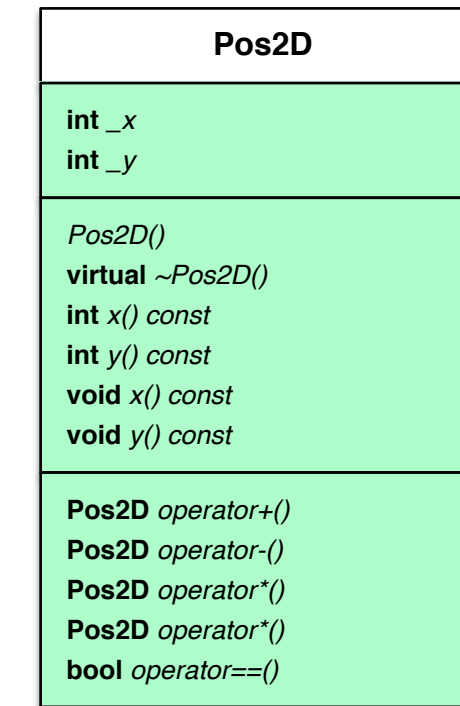 Pos2D
int _x
int _y
Pos2D()
virtual ~Pos2D()
int x() const
int y() const
void x() const
void y() const
Pos2D operator+()
Pos2D operator-()
Pos2D operator*()
Pos2D operator*()
bool operator==()